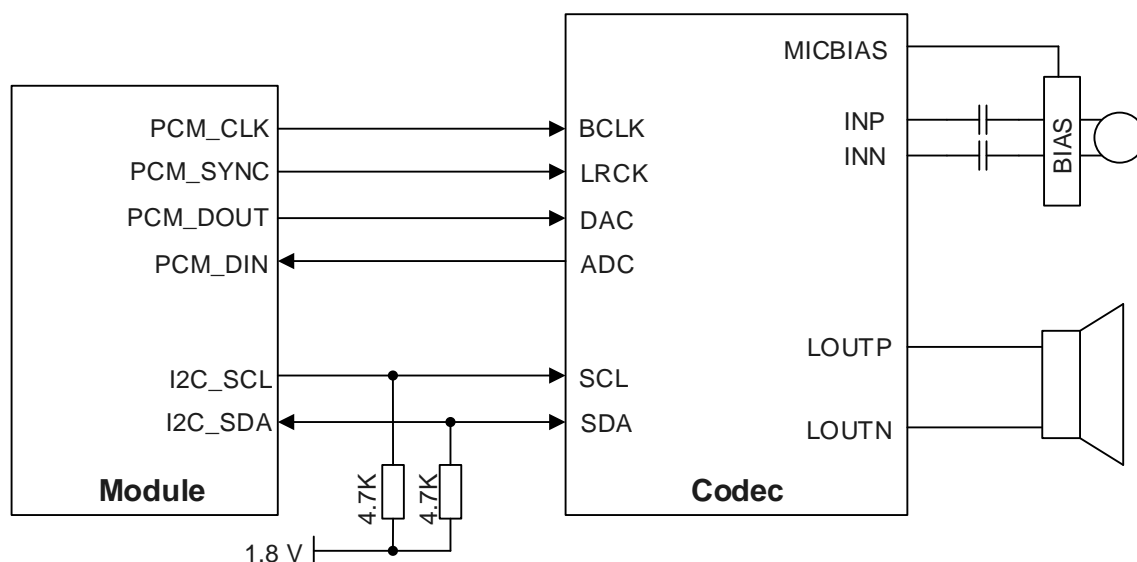 MICBIAS
PCM_CLK
BCLK
INP
PCM_SYNC
LRCK
INN
BIAS
PCM_DOUT
DAC
PCM_DIN
ADC
LOUTP
I2C_SCL
SCL
I2C_SDA
SDA
LOUTN
Module
4.7K
4.7K
Codec
1.8 V